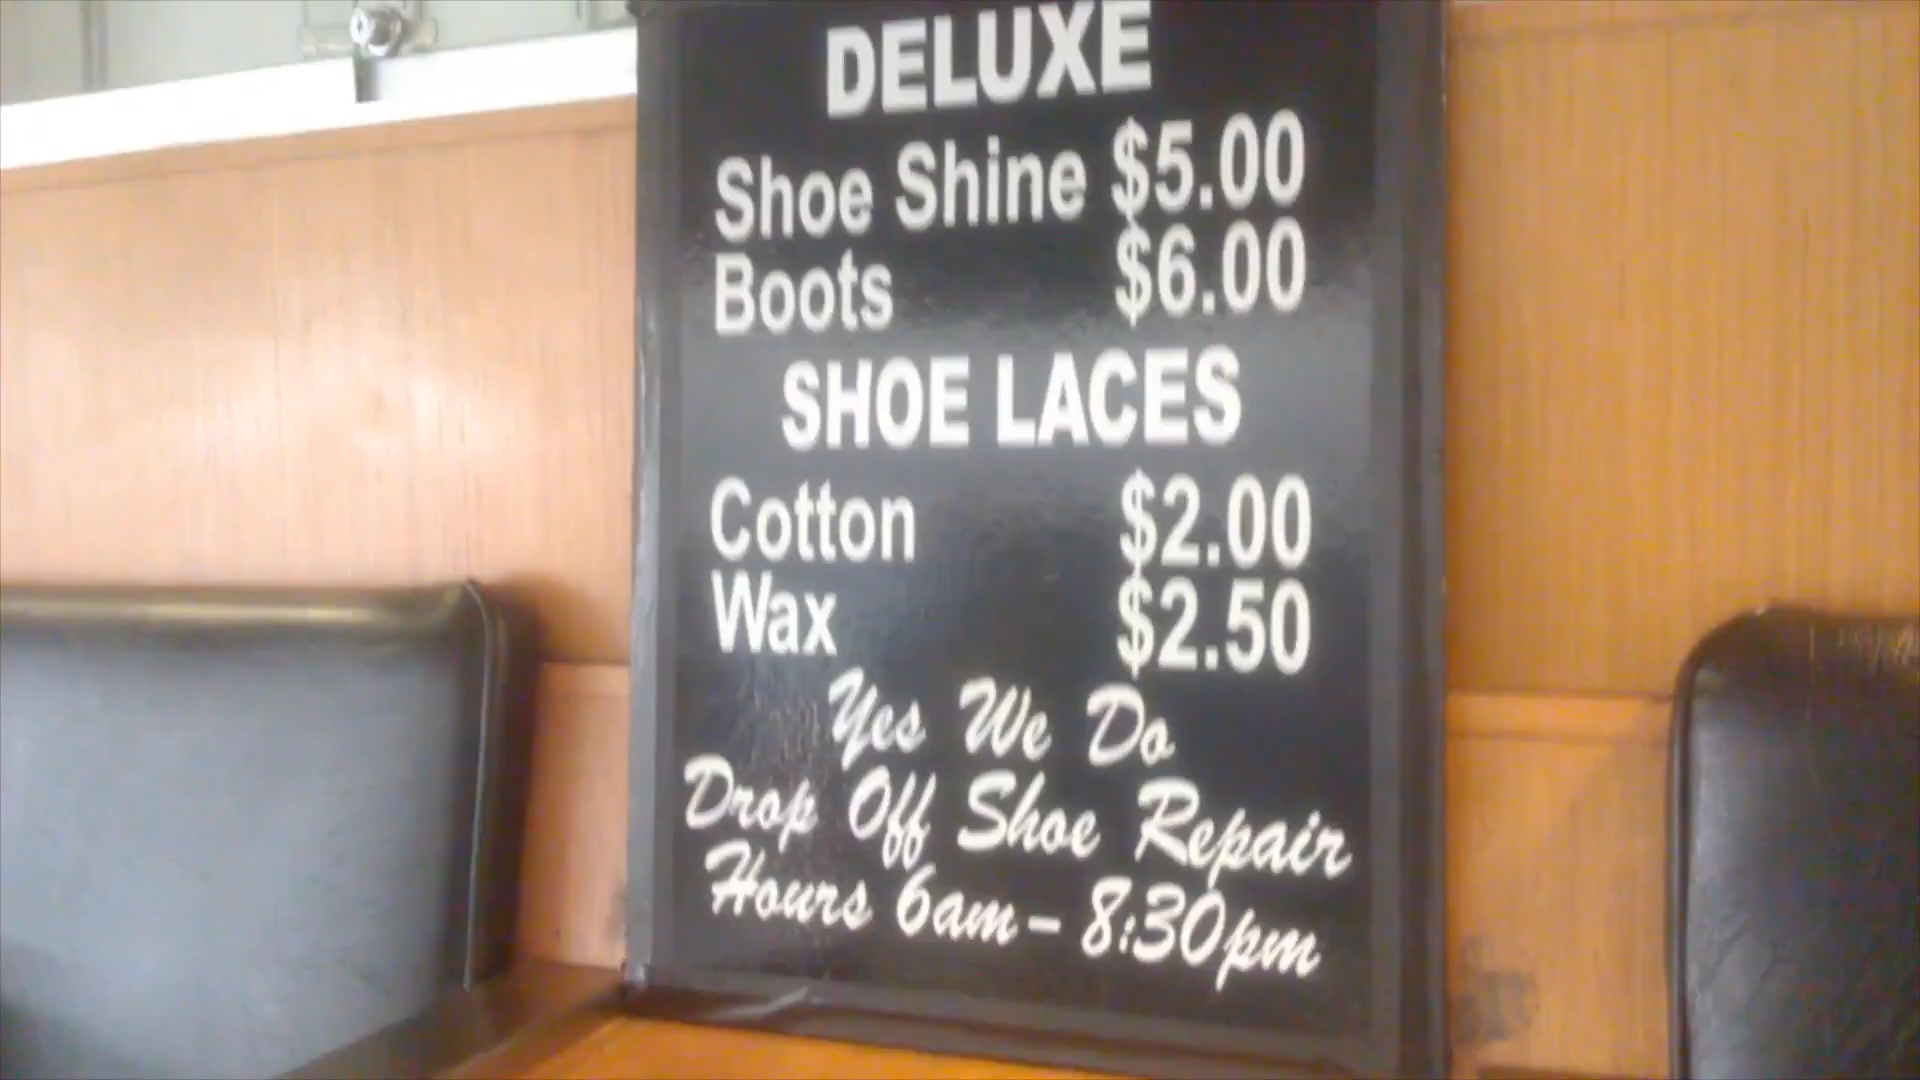 DELUXE
Shoe Shine $5.00
Boots $6.00
SHOE LACES
Cotton $2.00
Wax $2.50
Yes We Do
Drop Off Shoe Repair
Hours 6am - 8:30pm